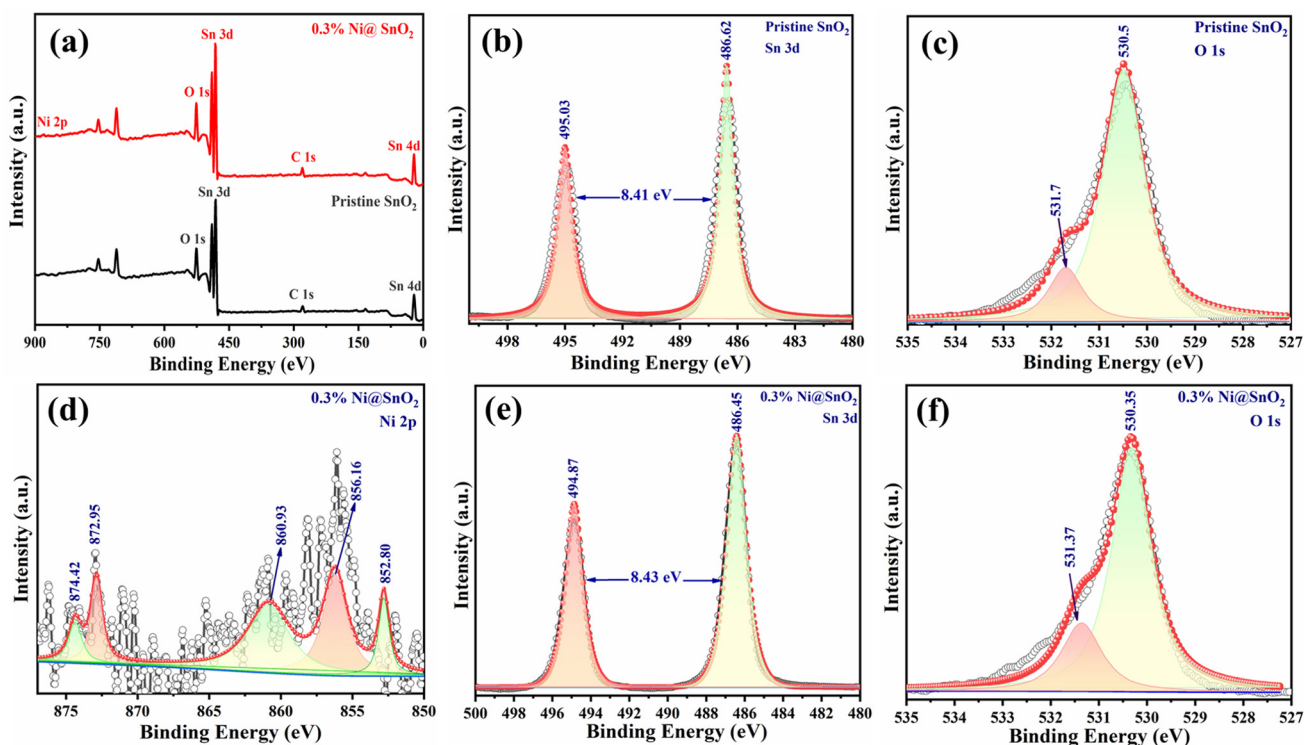 (a)
0.3% Ni@ SnO2
Sn 3d
O 1s
Ni 2p
C 1s
Sn 4d
Sn 3d
Pristine SnO2
O 1s
C 1s
Sn 4d
Intensity (a.u.)
900 750 600 450 300 150 0
Binding Energy (eV)
(b)
Pristine SnO2
Sn 3d
486.62
495.03
8.41 eV
Intensity (a.u.)
498 496 494 492 490 488 486 484 482 480
Binding Energy (eV)
(c)
Pristine SnO2
O 1s
530.5
531.7
Intensity (a.u.)
535 534 533 532 531 530 529 528 527
Binding Energy (eV)
(d)
0.3% Ni@SnO2
Ni 2p
874.42
872.95
860.93
856.16
852.80
Intensity (a.u.)
875 870 865 860 855 850
Binding Energy (eV)
(e)
0.3% Ni@SnO2
Sn 3d
486.45
494.87
8.43 eV
Intensity (a.u.)
500 498 496 494 492 490 488 486 484 482 480
Binding Energy (eV)
(f)
0.3% Ni@SnO2
O 1s
530.35
531.37
Intensity (a.u.)
535 534 533 532 531 530 529 528 527
Binding Energy (eV)